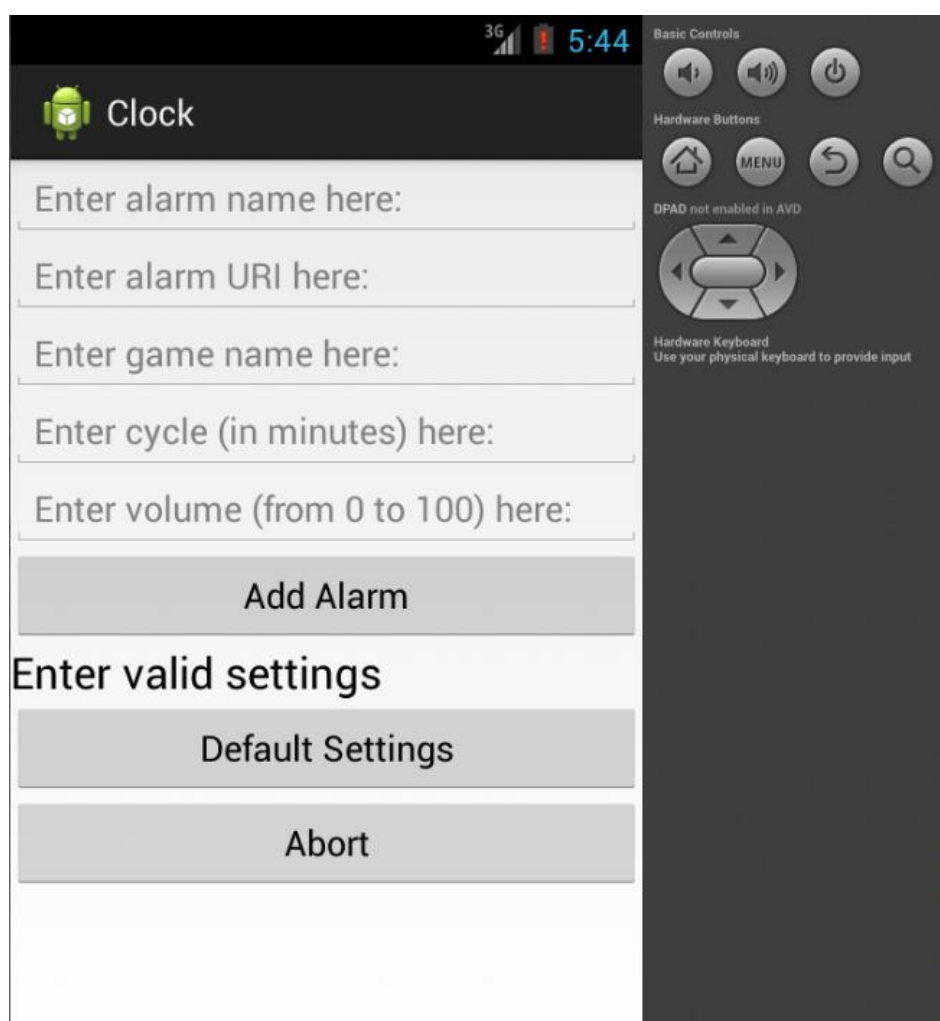 3G 5:44
Clock
Enter alarm name here:
Enter alarm URI here:
Enter game name here:
Enter cycle (in minutes) here:
Enter volume (from 0 to 100) here:
Add Alarm
Enter valid settings
Default Settings
Abort
Basic Controls
Hardware Buttons
MENU
DPAD not enabled in AVD
Hardware Keyboard
Use your physical keyboard to provide input